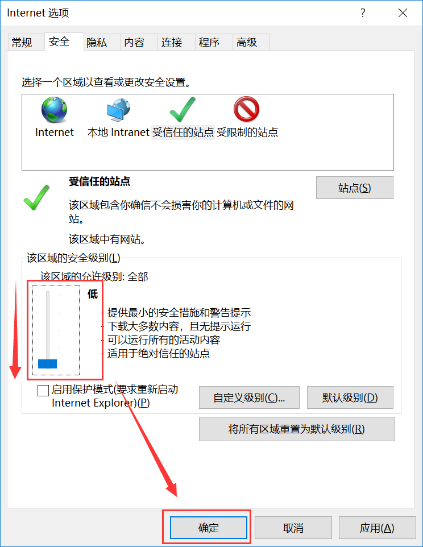 Internet 选项
常规 安全 隐私 内容 连接 程序 高级
选择一个区域以查看或更改安全设置。
Internet 本地 Intranet 受信任的站点 受限制的站点
受信任的站点
站点(S)
该区域包含你确信不会损害你的计算机或文件的网
站。
该区域中有网站。
该区域的安全级别(L)
该区域的允许级别: 全部
低
- 提供最小的安全措施和警告提示
- 下载大多数内容，且无提示运行
- 可以运行所有的活动内容
- 适用于绝对信任的站点
启用保护模式(要求重新启动
Internet Explorer)(P)
自定义级别(C)... 默认级别(D)
将所有区域重置为默认级别(R)
确定 取消 应用(A)